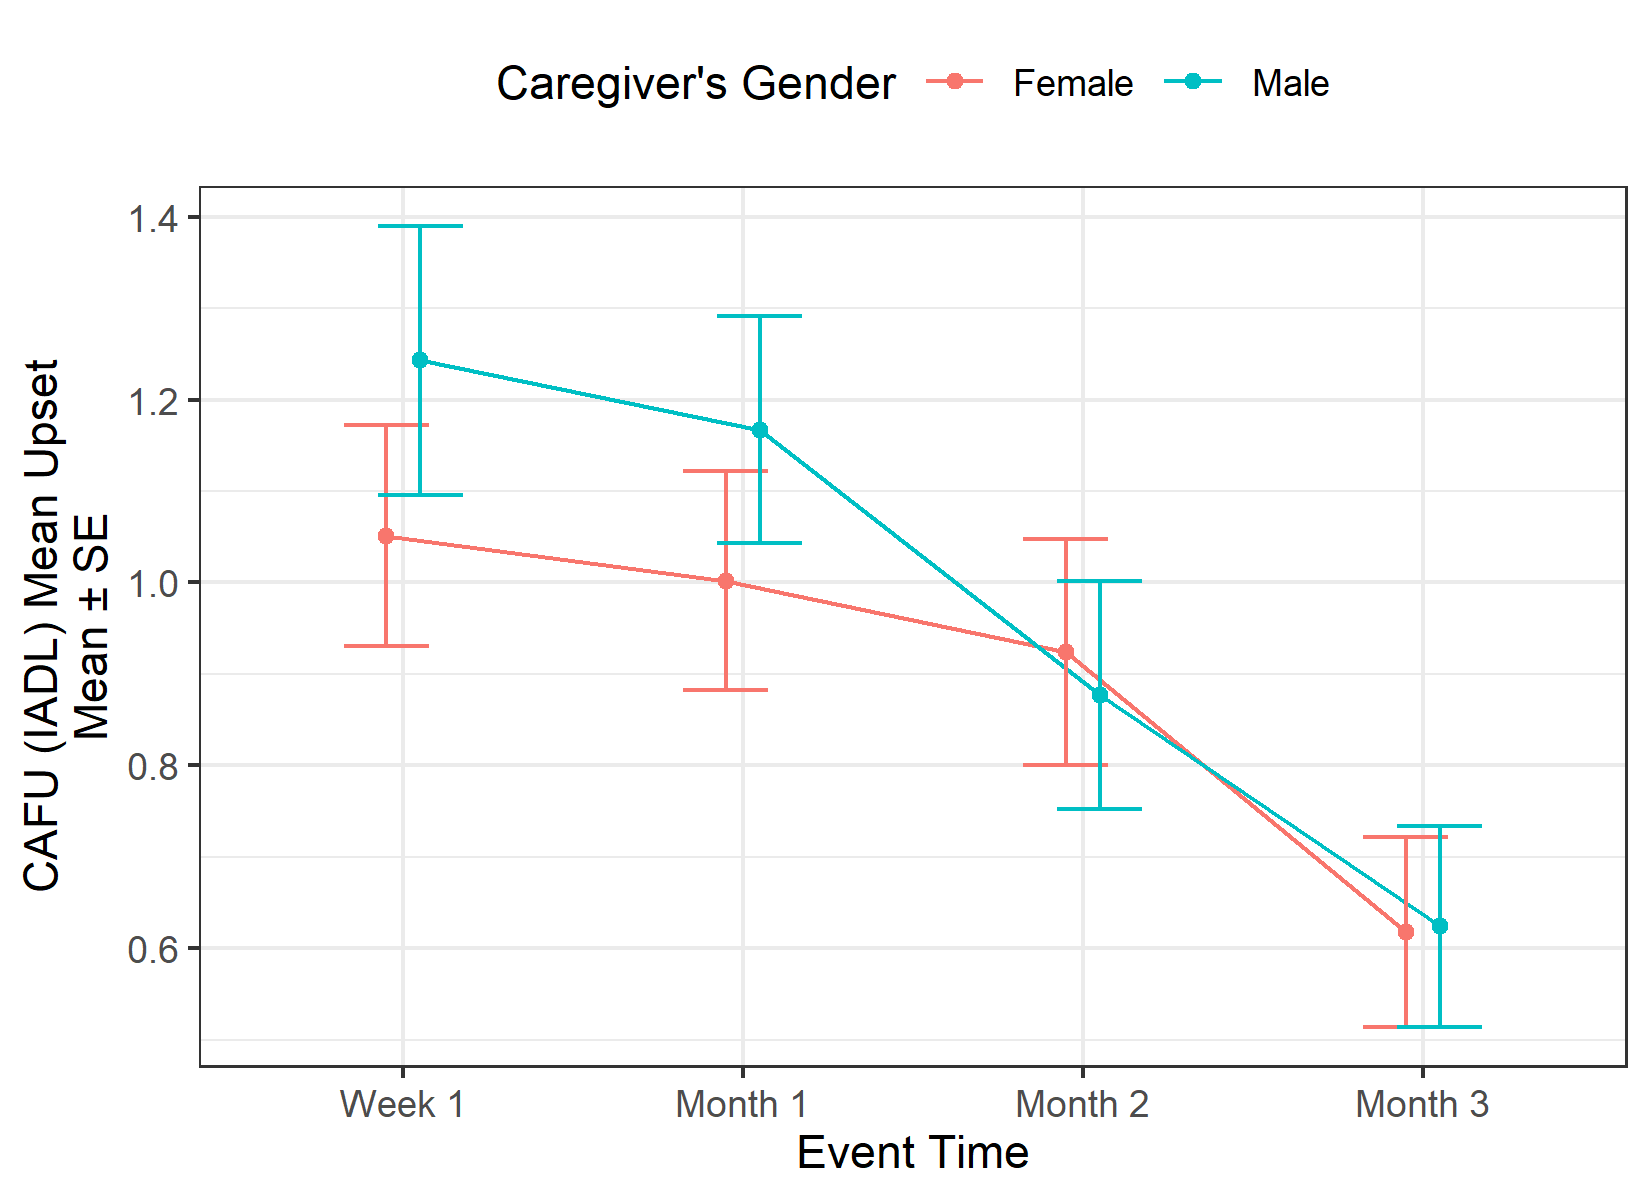 Caregiver's Gender Female Male
CAFU (IADL) Mean Upset
Mean ± SE
1.4
1.2
1.0
0.8
0.6
Week 1 Month 1 Month 2 Month 3
Event Time